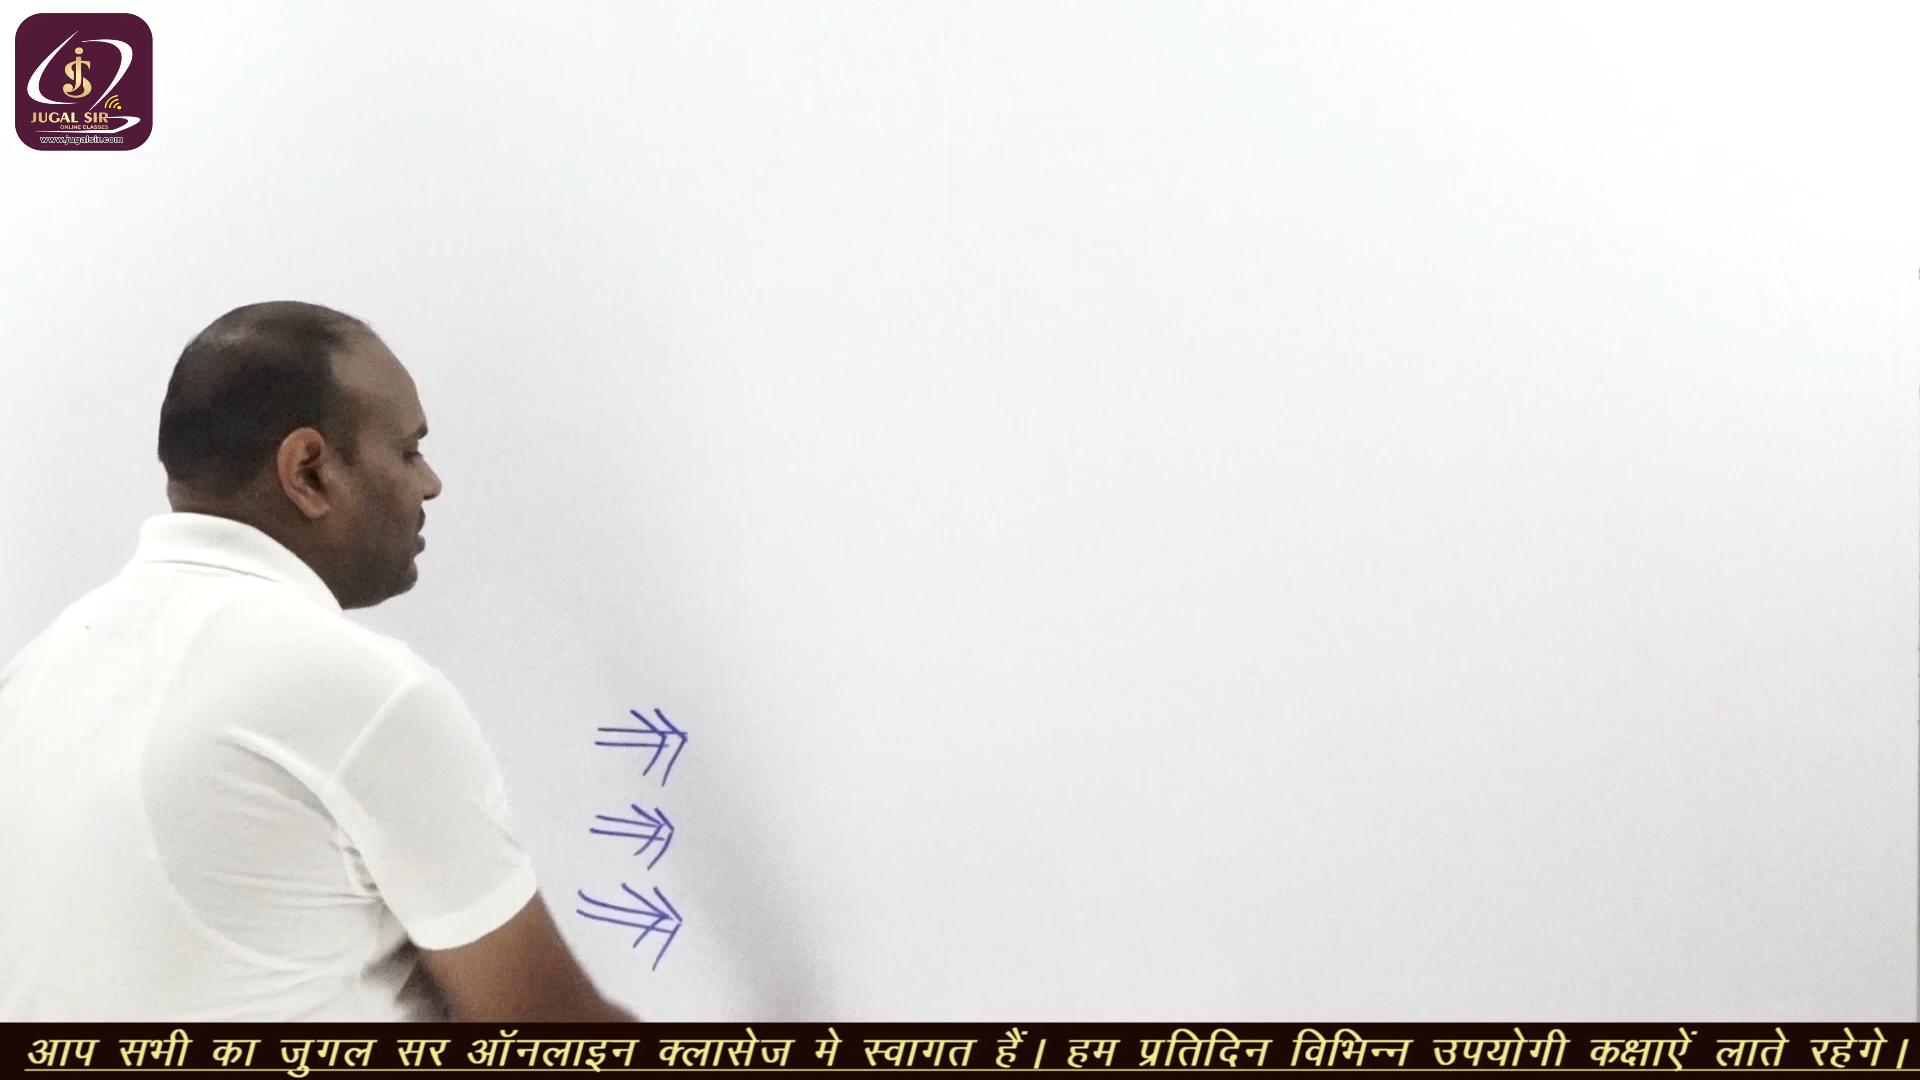 JS
JUGAL SIR
ONLINE CLASSES
www.jugalsir.com
आप सभी का जुगल सर ऑनलाइन क्लासेज मे स्वागत हैं। हम प्रतिदिन विभिन्न उपयोगी कक्षाऐं लाते रहेगे।